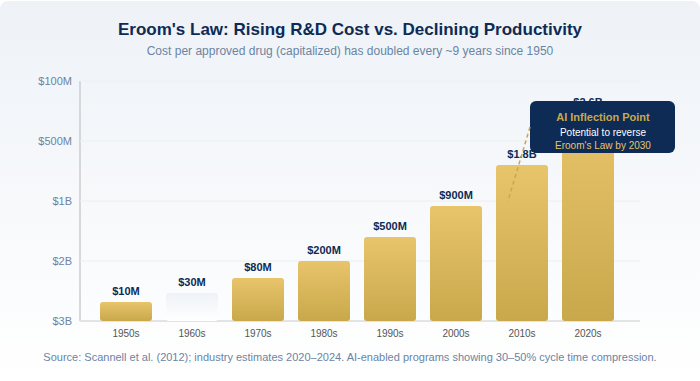 Eroom's Law: Rising R&D Cost vs. Declining Productivity
Cost per approved drug (capitalized) has doubled every ~9 years since 1950
$100M
$500M
$1B
$2B
$3B
$10M
$30M
$80M
$200M
$500M
$900M
$1.8B
$2.6B
AI Inflection Point
Potential to reverse
Eroom's Law by 2030
1950s
1960s
1970s
1980s
1990s
2000s
2010s
2020s
Source: Scannell et al. (2012); industry estimates 2020–2024. AI-enabled programs showing 30–50% cycle time compression.